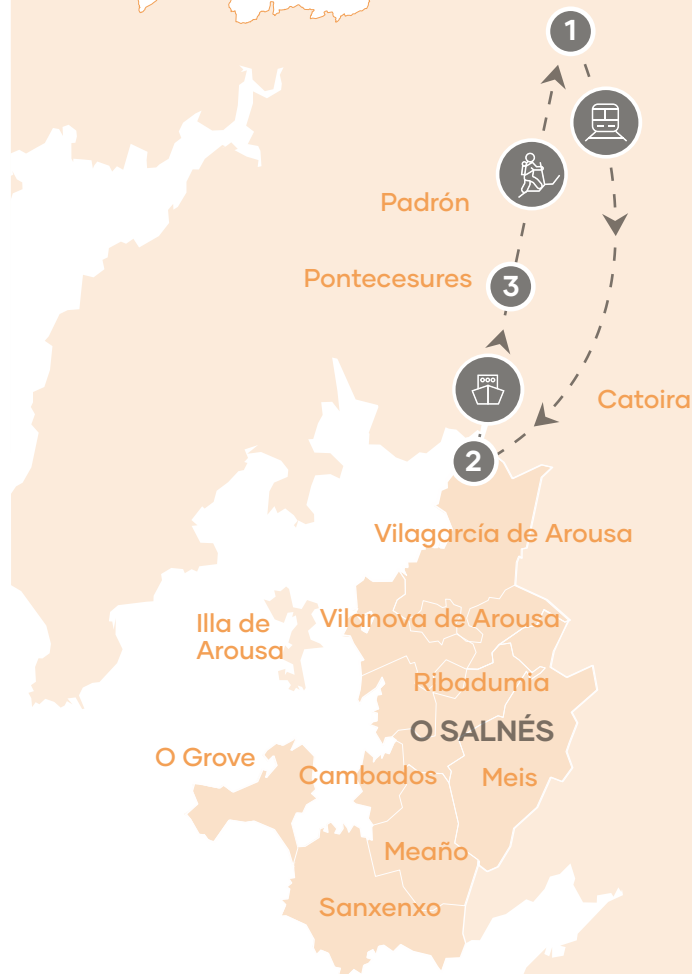 1
Padrón
Pontecesures
3
Catoira
2
Vilagarcía de Arousa
Illa de
Arousa
Vilanova de Arousa
Ribadumia
O SALNÉS
O Grove
Cambados
Meis
Meaño
Sanxenxo